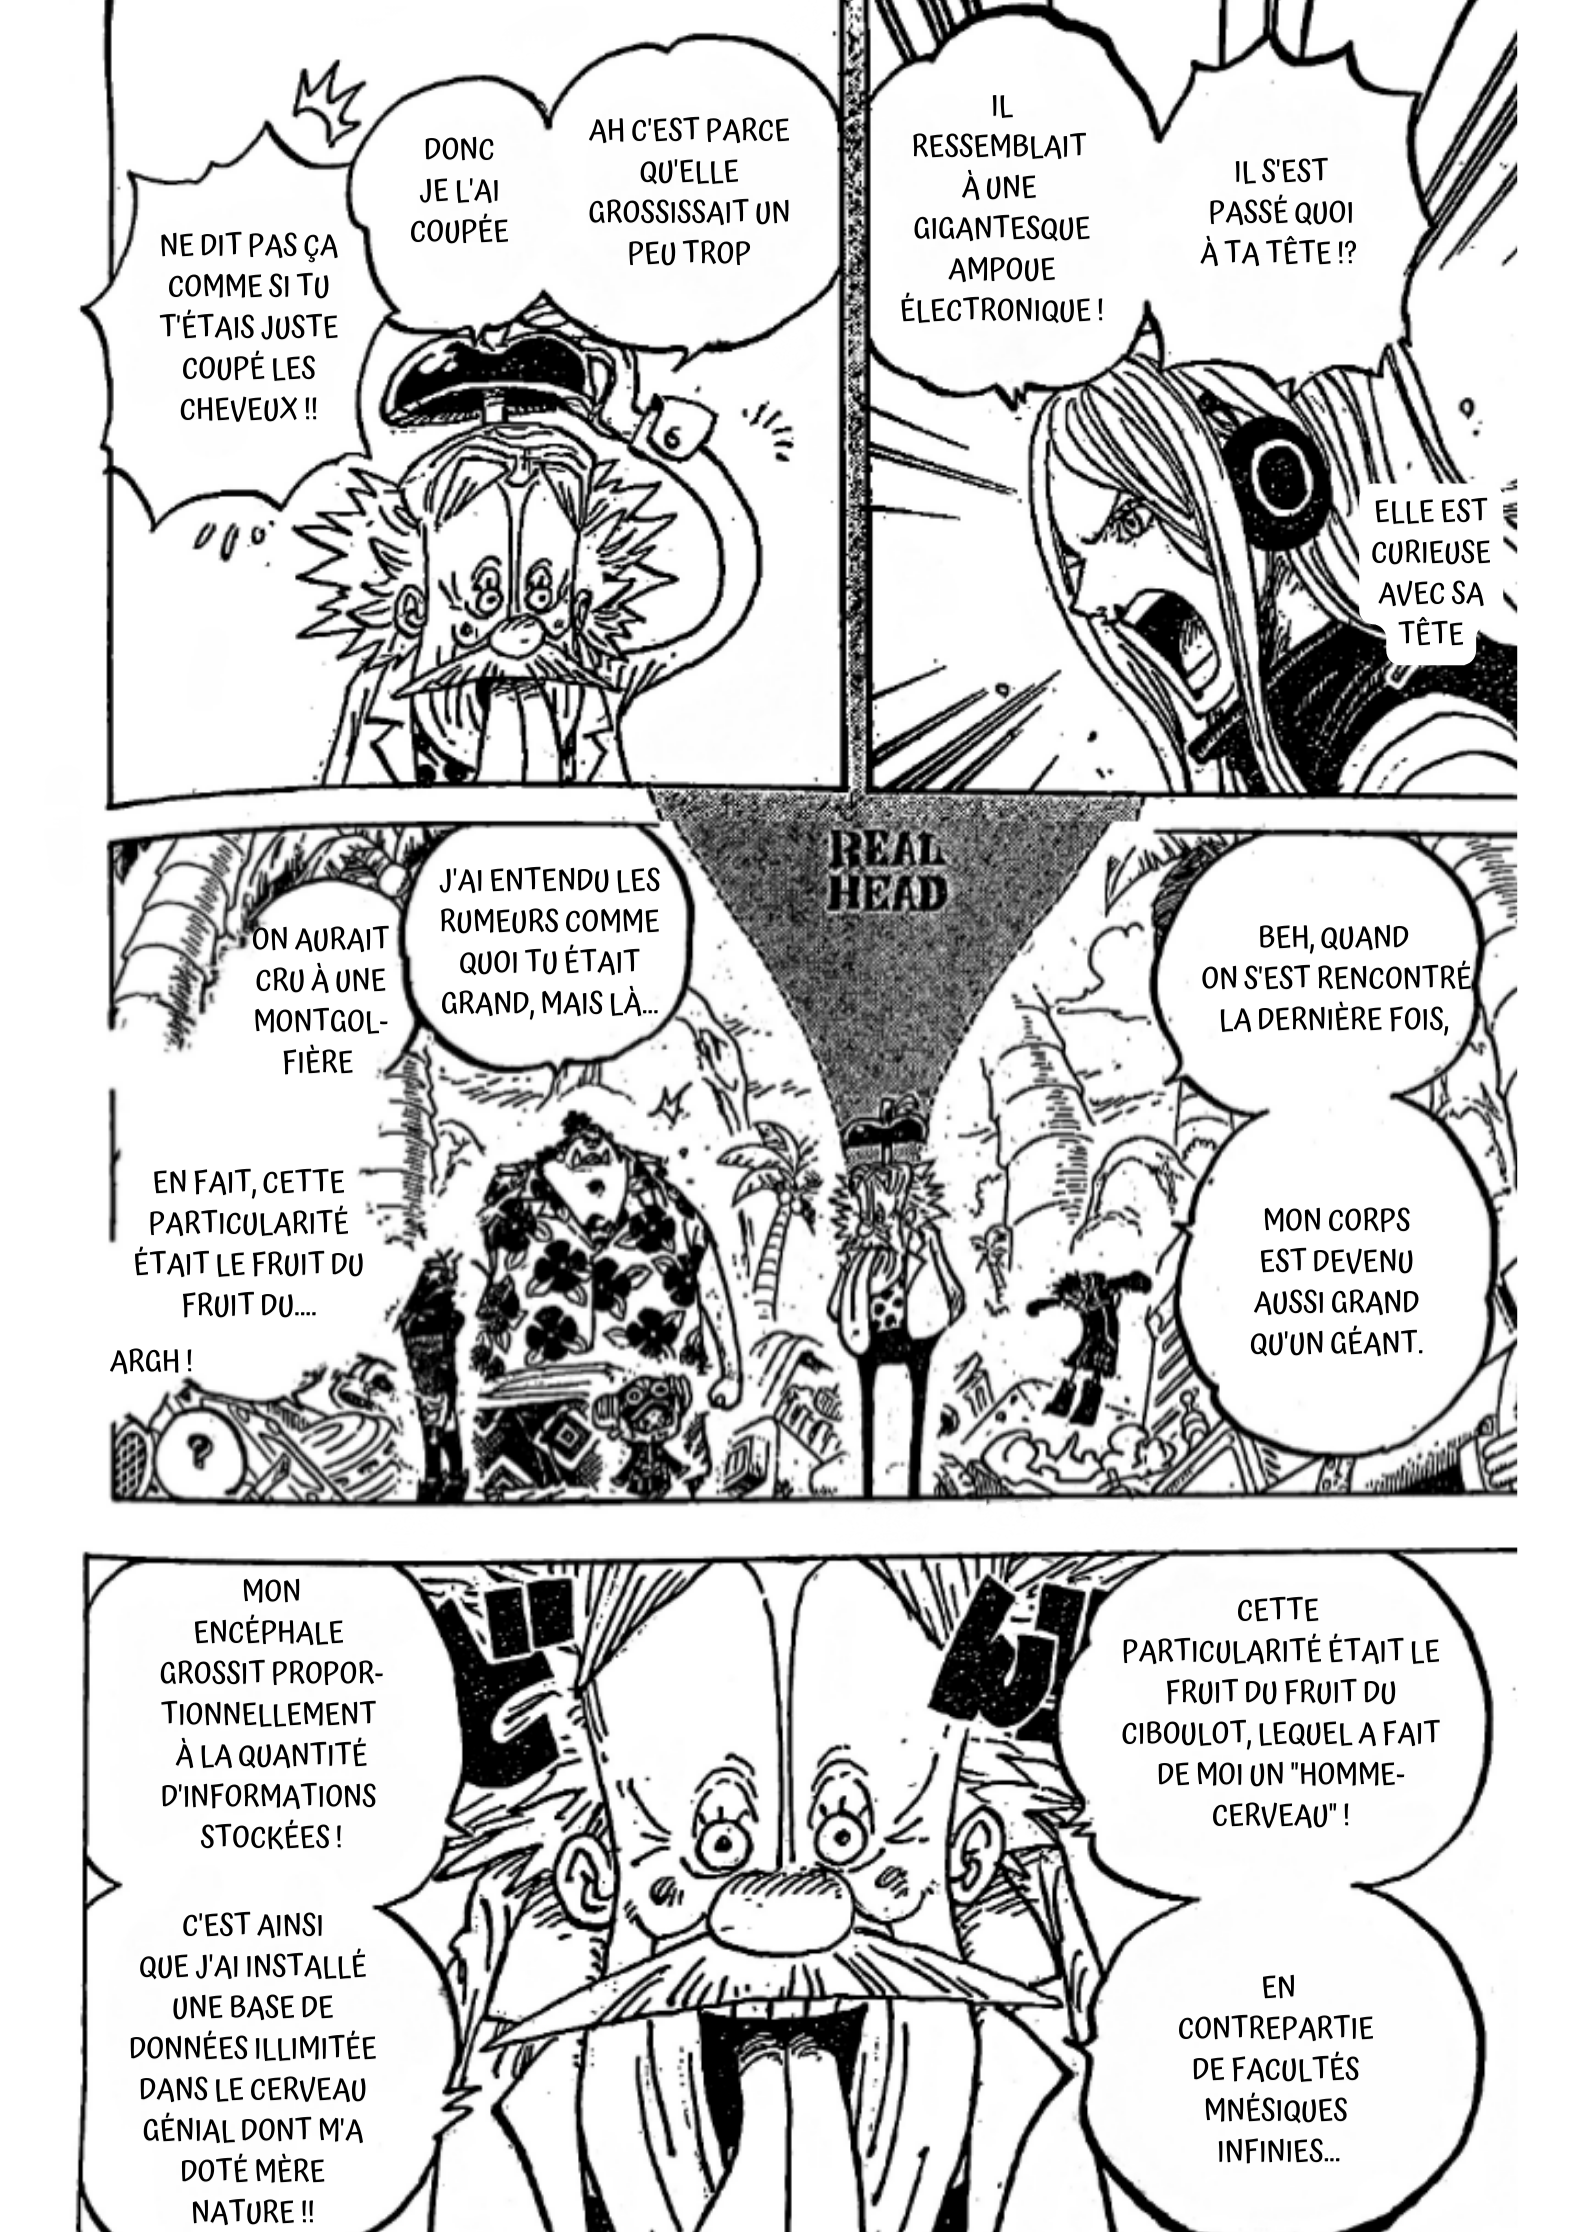 IL S'EST
PASSÉ QUOI
À TA TÊTE !?
IL
RESSEMBLAIT
À UNE
GIGANTESQUE
AMPOUE
ÉLECTRONIQUE !
ELLE EST
CURIEUSE
AVEC SA
TÊTE
AH C'EST PARCE
QU'ELLE
GROSSISSAIT UN
PEU TROP
DONC
JE L'AI
COUPÉE
NE DIT PAS ÇA
COMME SI TU
T'ÉTAIS JUSTE
COUPÉ LES
CHEVEUX !!
6
BEH, QUAND
ON S'EST RENCONTRÉ
LA DERNIÈRE FOIS,
MON CORPS
EST DEVENU
AUSSI GRAND
QU'UN GÉANT.
REAL
HEAD
J'AI ENTENDU LES
RUMEURS COMME
QUOI TU ÉTAIT
GRAND, MAIS LÀ...
ON AURAIT
CRU À UNE
MONTGOL-
FIÈRE
EN FAIT, CETTE
PARTICULARITÉ
ÉTAIT LE FRUIT DU
FRUIT DU....
ARGH !
?
CETTE
PARTICULARITÉ ÉTAIT LE
FRUIT DU FRUIT DU
CIBOULOT, LEQUEL A FAIT
DE MOI UN "HOMME-
CERVEAU" !
EN
CONTREPARTIE
DE FACULTÉS
MNÉSIQUES
INFINIES...
MON
ENCÉPHALE
GROSSIT PROPOR-
TIONNELLEMENT
À LA QUANTITÉ
D'INFORMATIONS
STOCKÉES !
C'EST AINSI
QUE J'AI INSTALLÉ
UNE BASE DE
DONNÉES ILLIMITÉE
DANS LE CERVEAU
GÉNIAL DONT M'A
DOTÉ MÈRE
NATURE !!